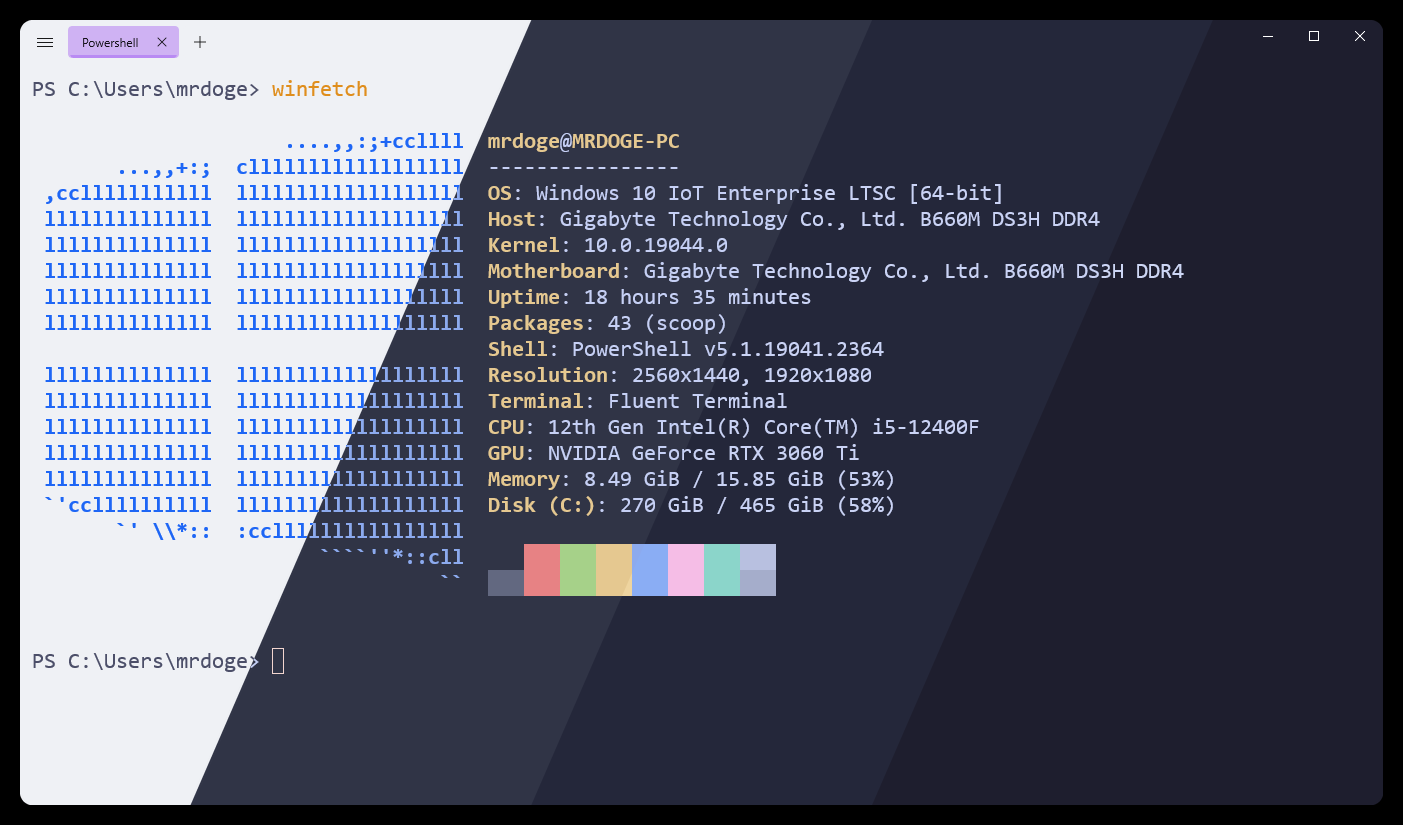 Powershell
PS C:\Users\mrdoge> winfetch
....,,:;+ccllll mrdoge@MRDOGE-PC
...,,+:;  cllllllllllllllllll ----------------
,cclllllllllll  lllllllllllllllllll OS: Windows 10 IoT Enterprise LTSC [64-bit]
llllllllllllll  lllllllllllllllllll Host: Gigabyte Technology Co., Ltd. B660M DS3H DDR4
llllllllllllll  lllllllllllllllllll Kernel: 10.0.19044.0
llllllllllllll  lllllllllllllllllll Motherboard: Gigabyte Technology Co., Ltd. B660M DS3H DDR4
llllllllllllll  lllllllllllllllllll Uptime: 18 hours 35 minutes
llllllllllllll  lllllllllllllllllll Packages: 43 (scoop)
Shell: PowerShell v5.1.19041.2364
llllllllllllll  lllllllllllllllllll Resolution: 2560x1440, 1920x1080
llllllllllllll  lllllllllllllllllll Terminal: Fluent Terminal
llllllllllllll  lllllllllllllllllll CPU: 12th Gen Intel(R) Core(TM) i5-12400F
llllllllllllll  lllllllllllllllllll GPU: NVIDIA GeForce RTX 3060 Ti
llllllllllllll  lllllllllllllllllll Memory: 8.49 GiB / 15.85 GiB (53%)
`'ccllllllllll  lllllllllllllllllll Disk (C:): 270 GiB / 465 GiB (58%)
`' \\*::  :ccllllllllllllllll
````''*::cll
``
PS C:\Users\mrdoge>